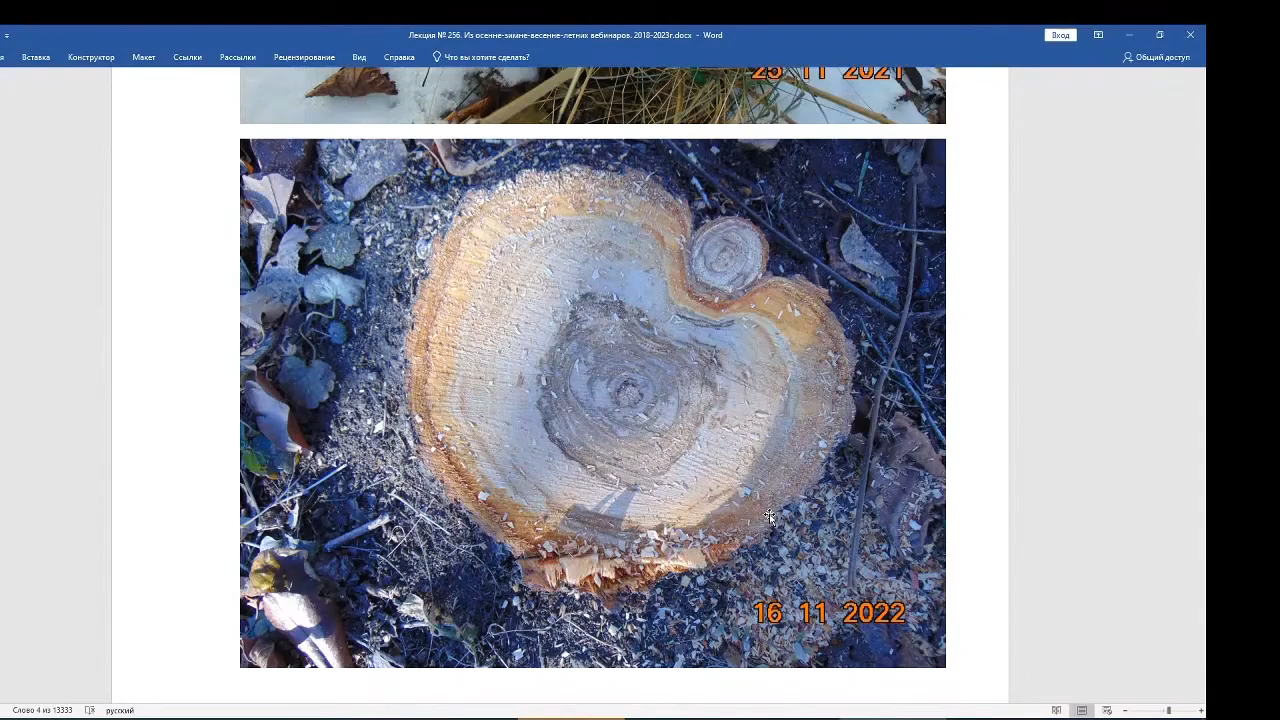 Лекция № 256. Из осенне-зимне-весенне-летних вебинаров. 2018-2023г.docx - Word
Вход
Вставка Конструктор Макет Ссылки Рассылки Рецензирование Вид Справка Что вы хотите сделать? Общий доступ
25 11 2021
16 11 2022
Слово 4 из 13333 русский